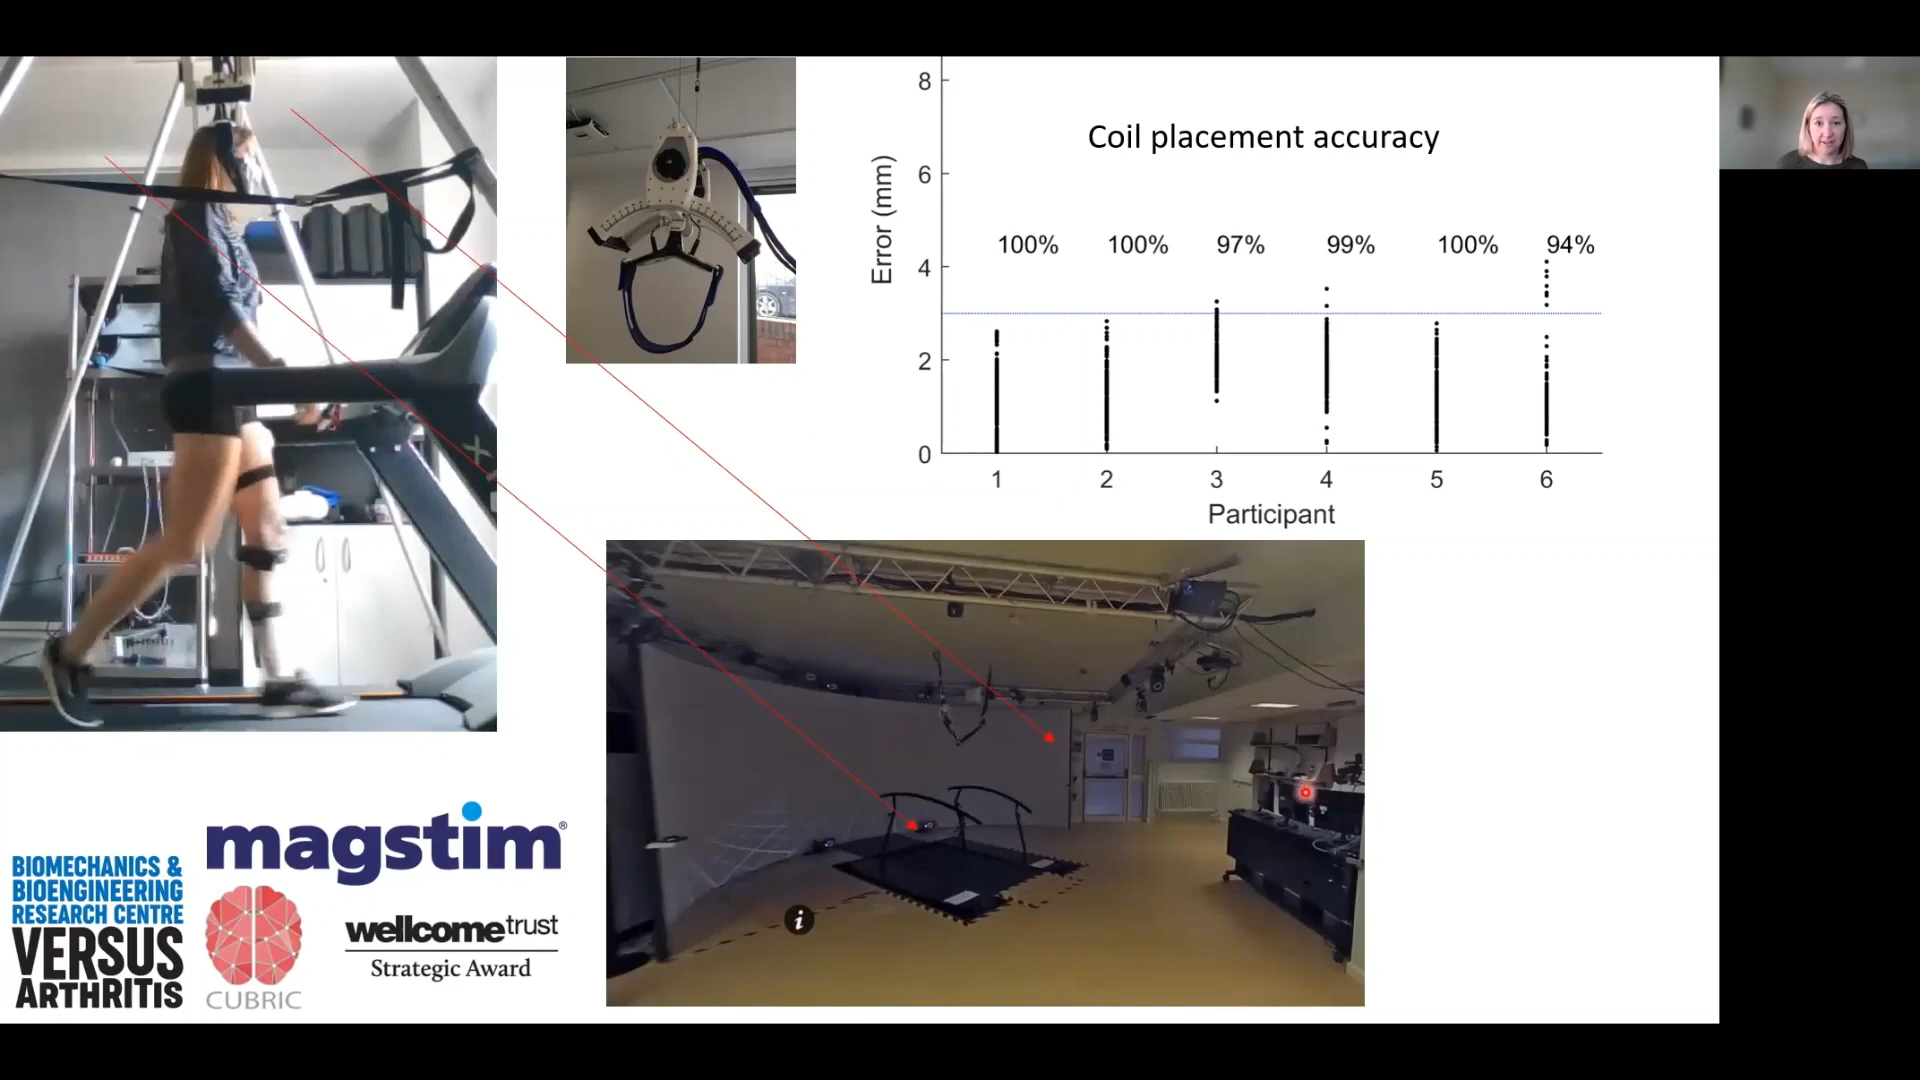 Coil placement accuracy
Error (mm)
8
6
4
2
0
100%
100%
97%
99%
100%
94%
1
2
3
4
5
6
Participant
magstim®
BIOMECHANICS &
BIOENGINEERING
RESEARCH CENTRE
VERSUS
ARTHRITIS
CUBRIC
wellcometrust
Strategic Award
i